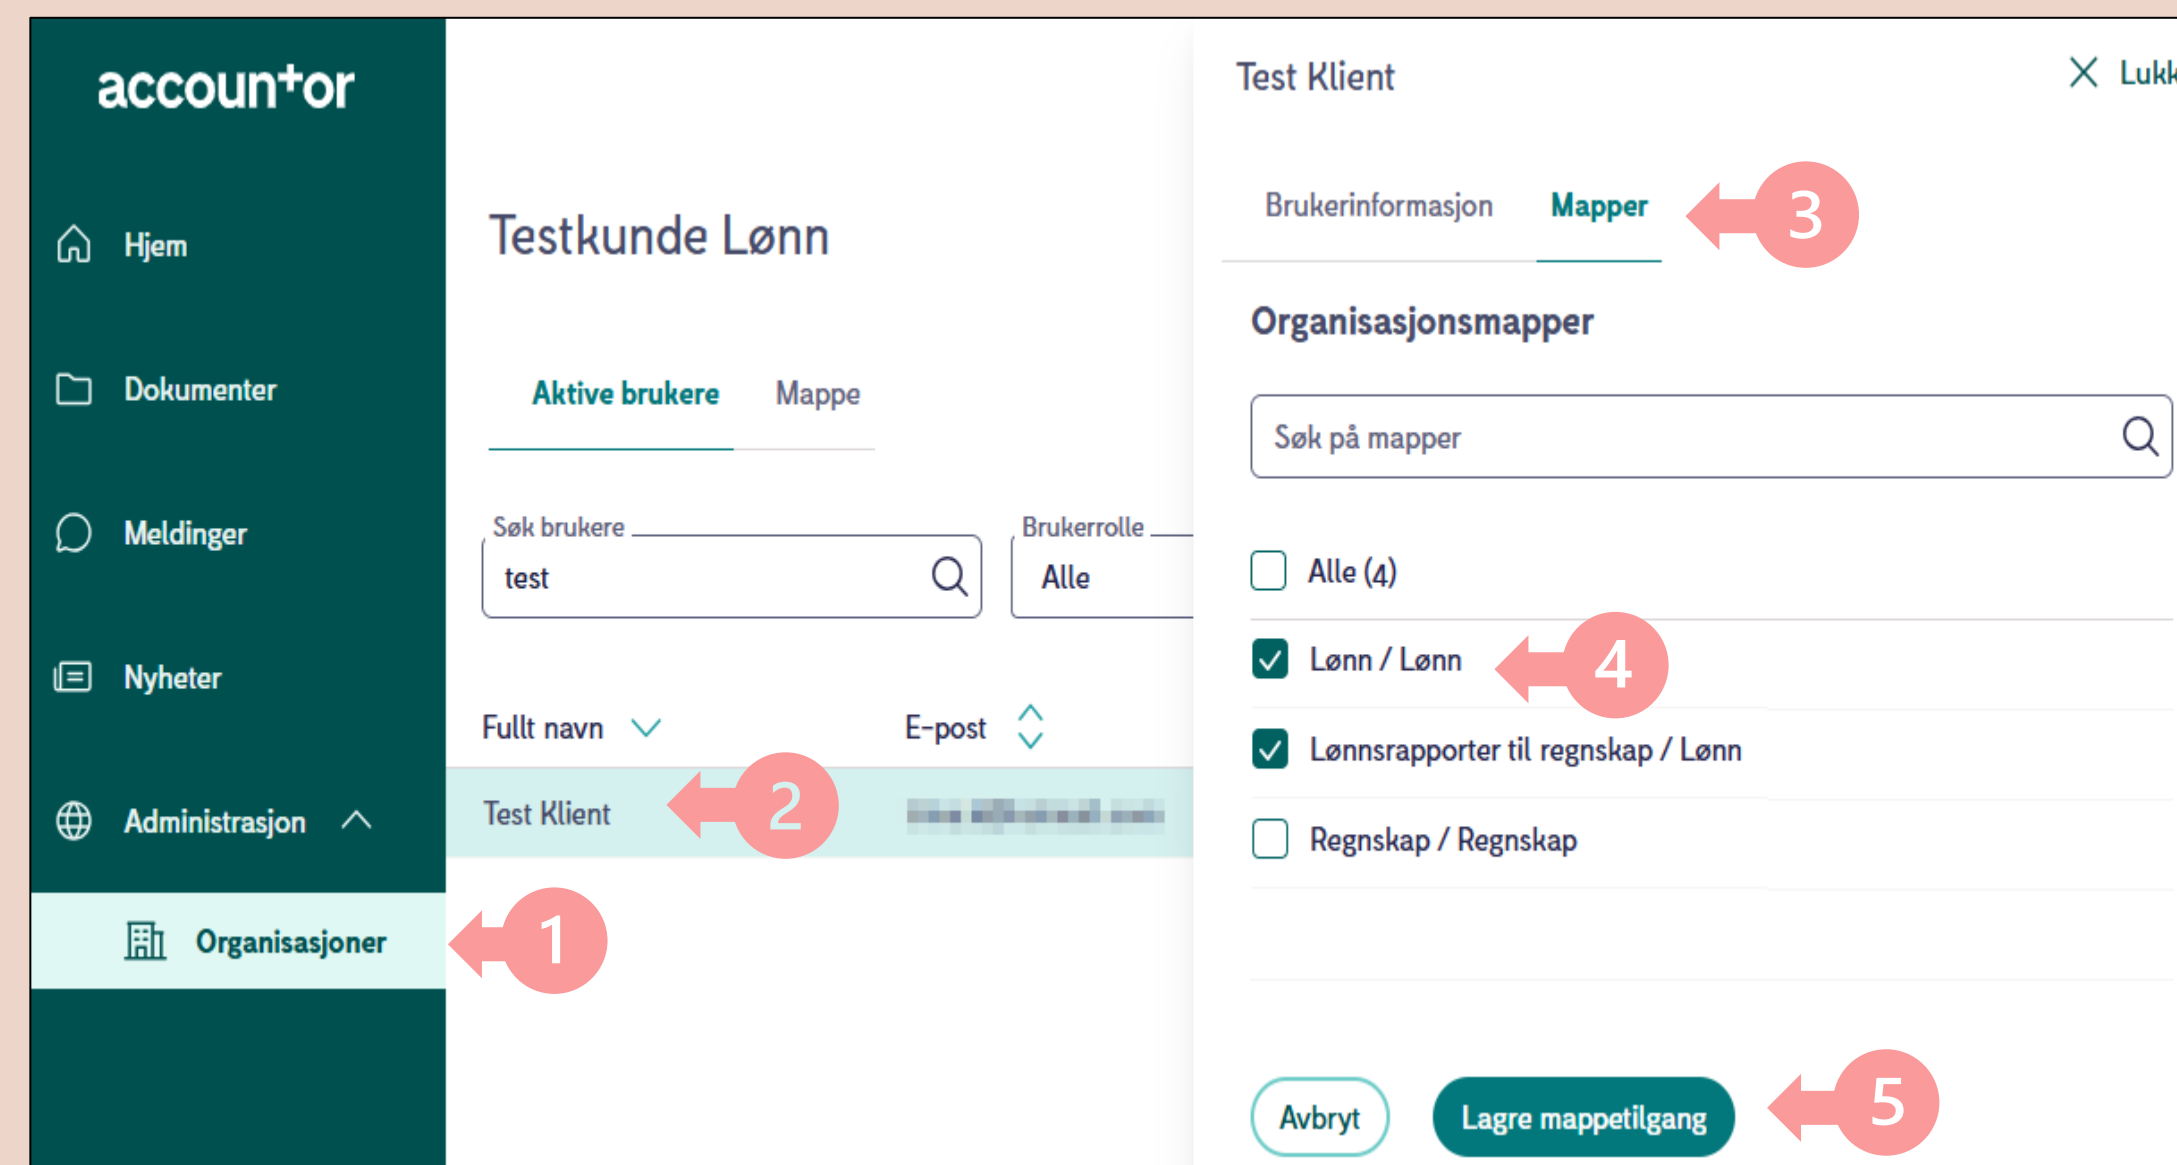 accountor
Hjem
Dokumenter
Meldinger
Nyheter
Administrasjon
Organisasjoner
1
Testkunde Lønn
Aktive brukere Mappe
Søk brukere Brukerrolle
test Alle
Fullt navn E-post
Test Klient 2
Test Klient Lukk
Brukerinformasjon Mapper 3
Organisasjonsmapper
Søk på mapper
Alle (4)
Lønn / Lønn 4
Lønnsrapporter til regnskap / Lønn
Regnskap / Regnskap
Avbryt Lagre mappetilgang 5